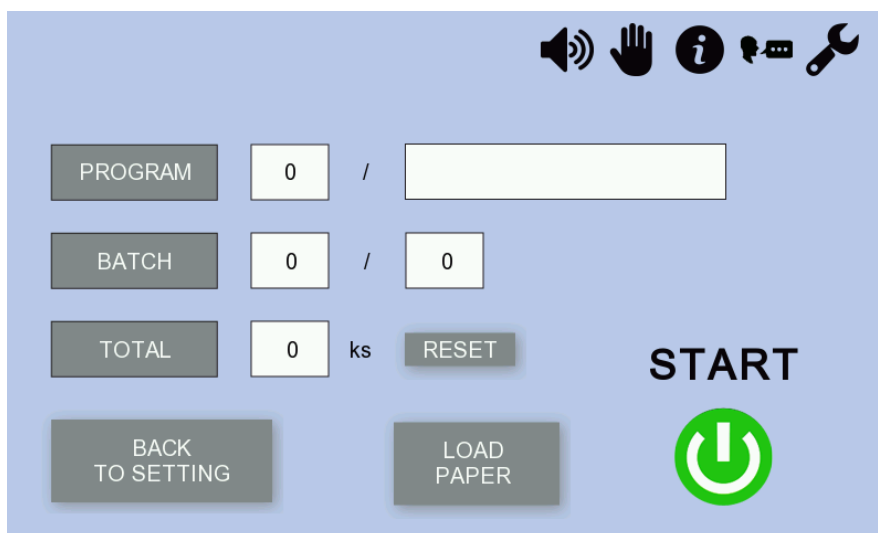 PROGRAM 0 /
BATCH 0 / 0
TOTAL 0 ks RESET
START
BACK
TO SETTING
LOAD
PAPER